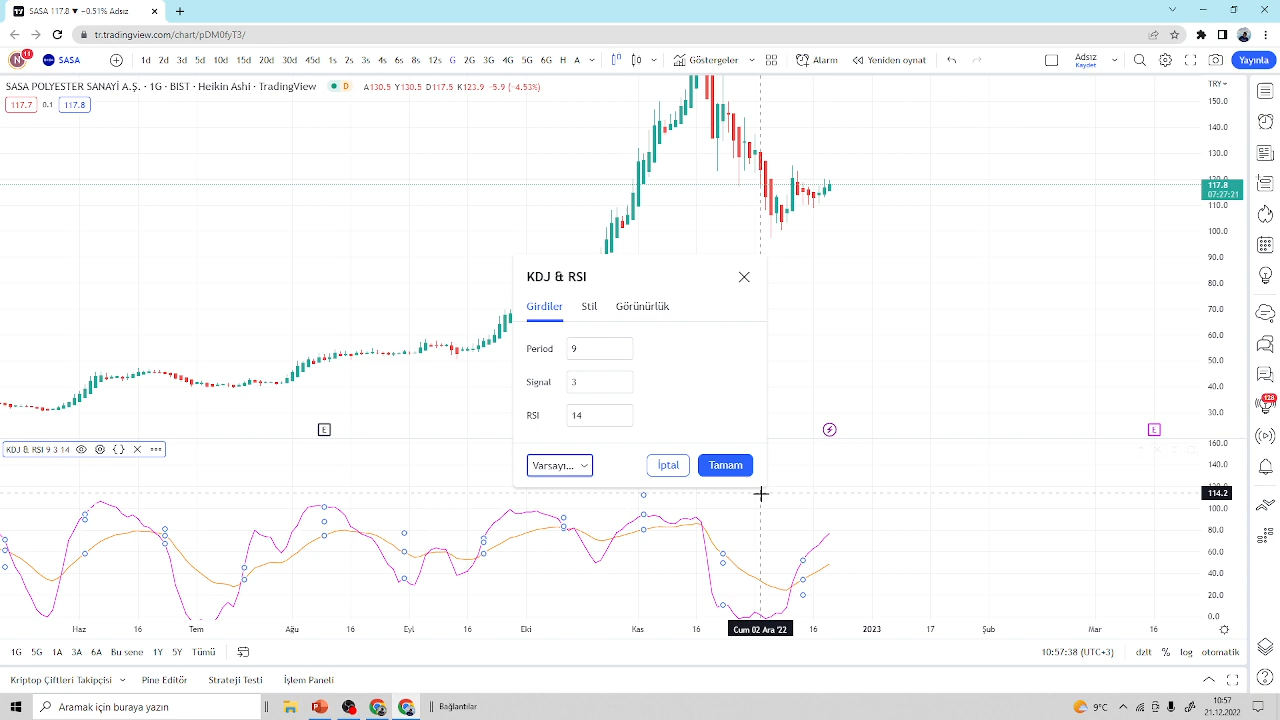 SASA 117.8 ▼ −0.51% Adsız
tr.tradingview.com/chart/pDM0fyT3/
N 11 SASA 1d 2d 3d 5d 10d 15d 20d 30d 45d 1s 2s 3s 4s 6s 8s 12s G 2G 3G 4G 5G 6G H A Göstergeler Alarm Yeniden oynat Adsız Kaydet Yayınla
SASA POLYESTER SANAYİ A.Ş. · 1G · BIST · Heikin Ashi · TradingView D A130.5 Y130.5 D117.5 K123.9 −5.9 (−4.53%)
TRY
117.7 0.1 117.8
150.0
140.0
130.0
120.0
117.8
07:27:21
110.0
100.0
90.0
80.0
70.0
60.0
50.0
40.0
30.0
KDJ & RSI
Girdiler Stil Görünürlük
Period 9
Signal 3
RSI 14
Varsayı... İptal Tamam
E E
128
KDJ & RSI 9 3 14
160.0
140.0
120.0
114.2
100.0
80.0
60.0
40.0
20.0
0.0
Haz 16 Tem Ağu 16 Eyl 16 Eki Kas 16 Cum 02 Ara '22 16 2023 17 Şub Mar 16
1G 5G 1A 3A 6A Bu sene 1Y 5Y Tümü 10:57:38 (UTC+3) dzlt % log otomatik
Kripto​p Çiftleri Takipçisi Pine Editör Strateji Testi İşlem Paneli
Aramak için buraya yazın Bağlantılar 9°C 10:57
21.12.2022